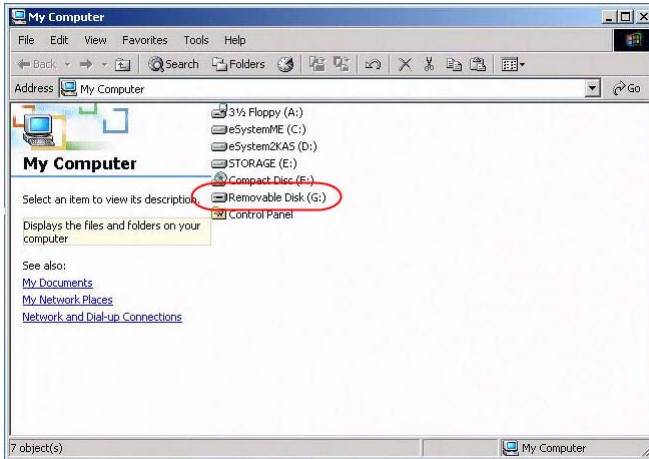 My Computer
File Edit View Favorites Tools Help
Back Search Folders
Address My Computer Go
3½ Floppy (A:)
eSystemME (C:)
eSystem2KAS (D:)
STORAGE (E:)
Compact Disc (F:)
Removable Disk (G:)
Control Panel
My Computer
Select an item to view its description.
Displays the files and folders on your
computer
See also:
My Documents
My Network Places
Network and Dial-up Connections
7 object(s) My Computer